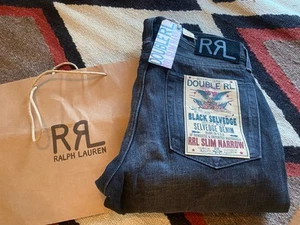 RRL
RALPH LAUREN
DOUBLE RL
RRL
DOUBLE RL
BLACK SELVEDGE
SELVEDGE DENIM
RRL SLIM NARROW